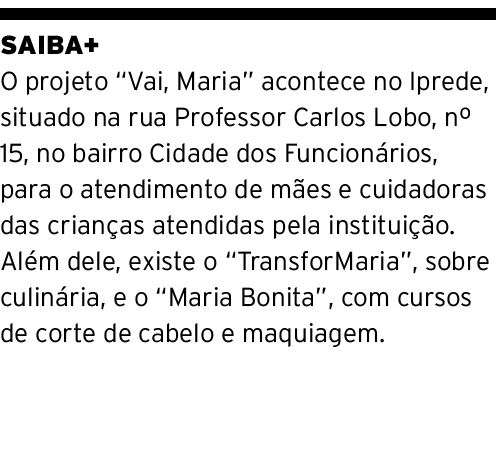 SAIBA+
O projeto “Vai, Maria” acontece no Iprede,
situado na rua Professor Carlos Lobo, nº
15, no bairro Cidade dos Funcionários,
para o atendimento de mães e cuidadoras
das crianças atendidas pela instituição.
Além dele, existe o “TransforMaria”, sobre
culinária, e o “Maria Bonita”, com cursos
de corte de cabelo e maquiagem.